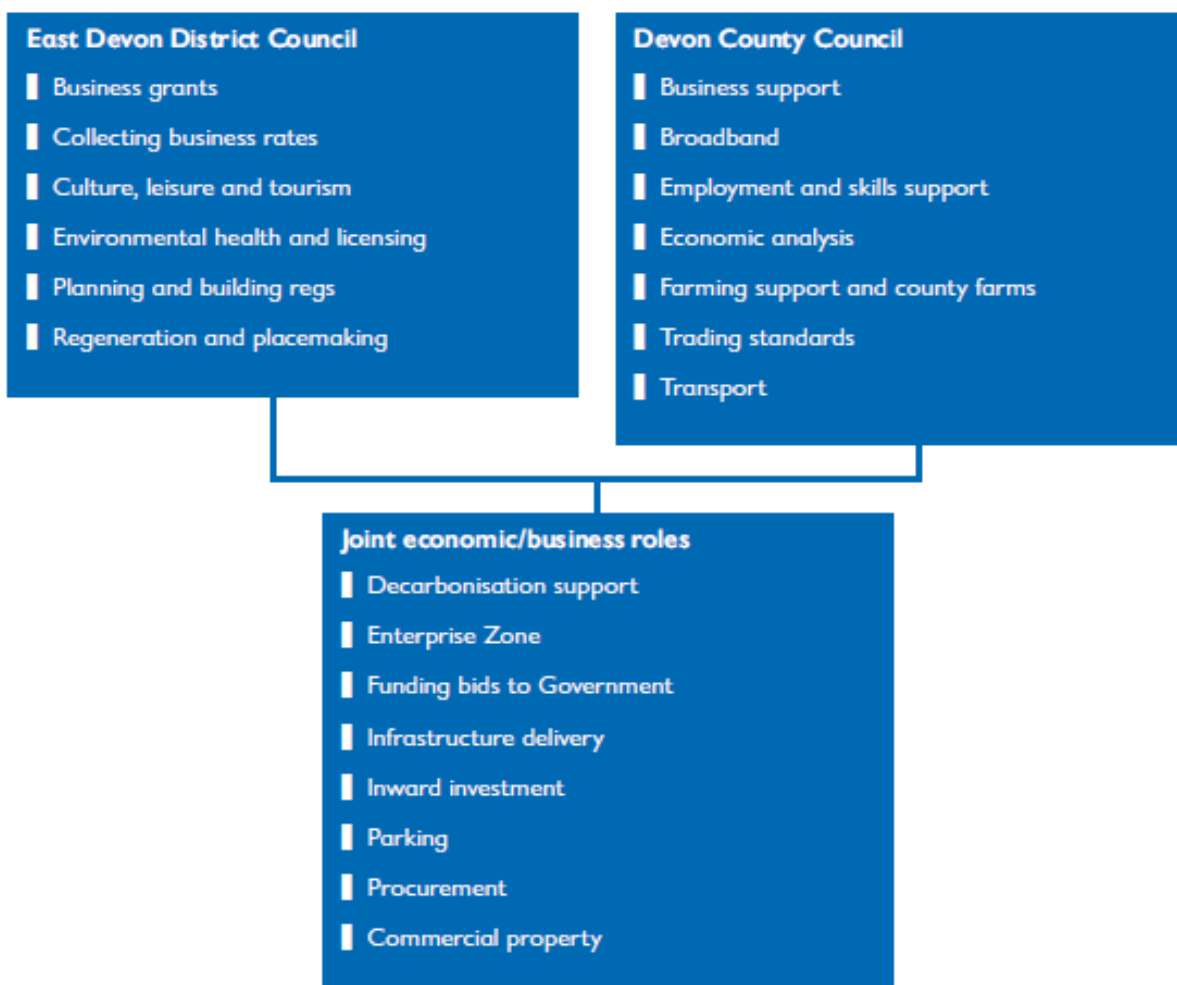 East Devon District Council
Business grants
Collecting business rates
Culture, leisure and tourism
Environmental health and licensing
Planning and building regs
Regeneration and placemaking
Devon County Council
Business support
Broadband
Employment and skills support
Economic analysis
Farming support and county farms
Trading standards
Transport
Joint economic/business roles
Decarbonisation support
Enterprise Zone
Funding bids to Government
Infrastructure delivery
Inward investment
Parking
Procurement
Commercial property